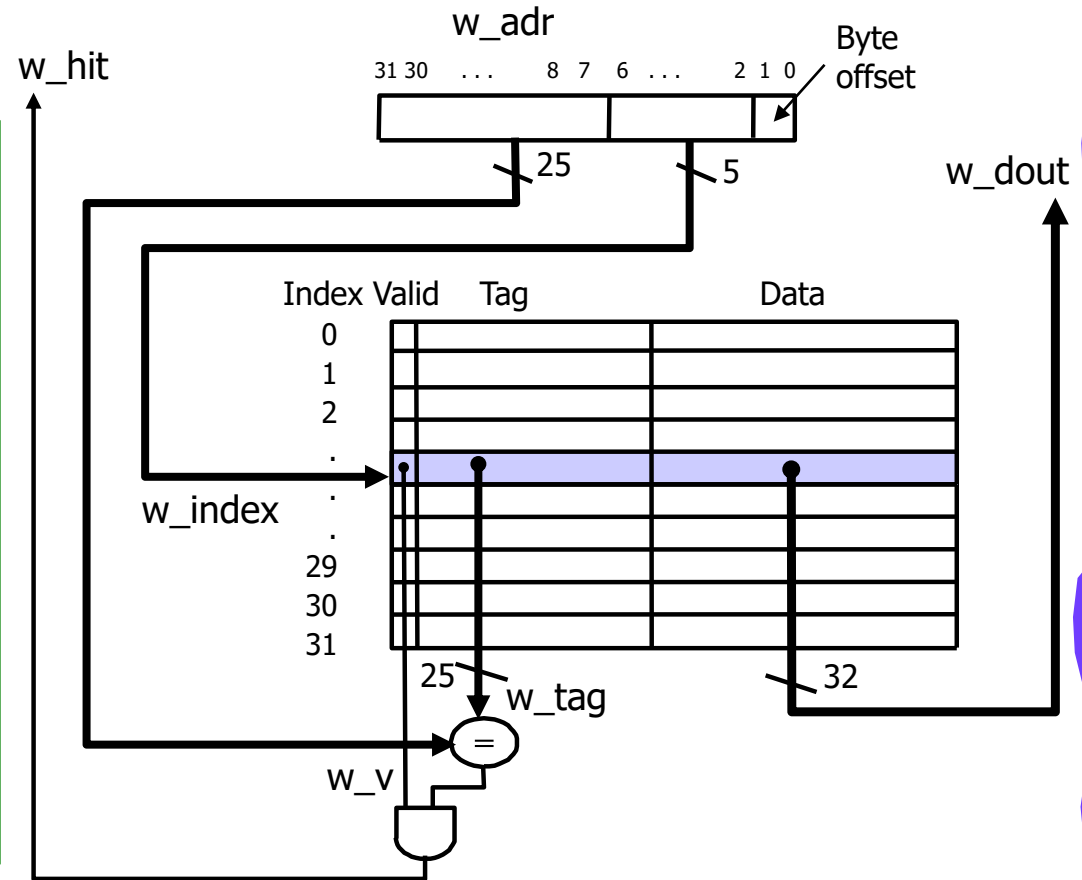 w_adr
w_hit
Byte
offset
31 30 ... 8 7 6 ... 2 1 0
25
5
w_dout
Index Valid Tag Data
0
1
2
.
.
.
w_index
29
30
31
25
w_tag
32
=
w_v